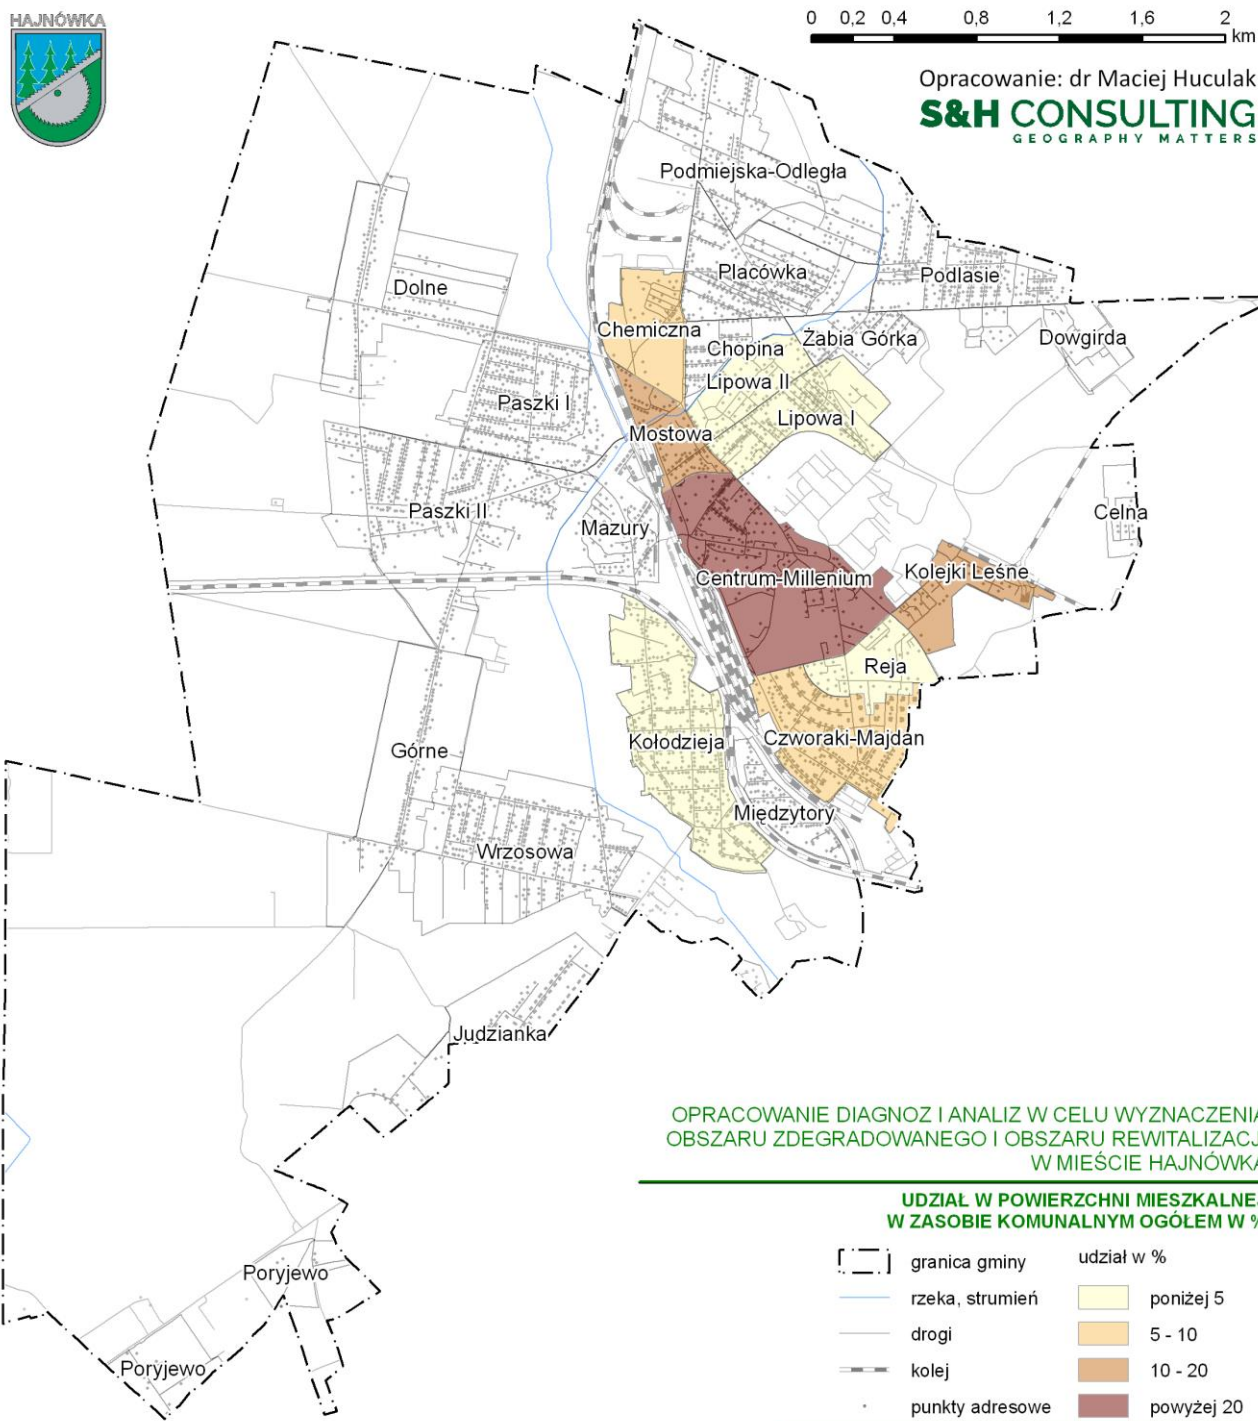 HAJNÓWKA
0 0,2 0,4 0,8 1,2 1,6 2
km
Opracowanie: dr Maciej Huculak
S&H CONSULTING
GEOGRAPHY MATTERS
Podmiejska-Odległa
Placówka
Podlasie
Dolne
Chemiczna
Chopina
Żabia Górka
Dowgirda
Lipowa II
Paszki I
Lipowa I
Mostowa
Paszki II
Mazury
Celna
Centrum-Millenium
Kolejki Leśne
Reja
Górne
Kołodzieja
Czworaki-Majdan
Międzytory
Wrzosowa
Judzianka
Poryjewo
Poryjewo
OPRACOWANIE DIAGNOZ I ANALIZ W CELU WYZNACZENIA
OBSZARU ZDEGRADOWANEGO I OBSZARU REWITALIZACJI
W MIEŚCIE HAJNÓWKA
UDZIAŁ W POWIERZCHNI MIESZKALNEJ
W ZASOBIE KOMUNALNYM OGÓŁEM W %
granica gminy
rzeka, strumień
drogi
kolej
punkty adresowe
udział w %
poniżej 5
5 - 10
10 - 20
powyżej 20